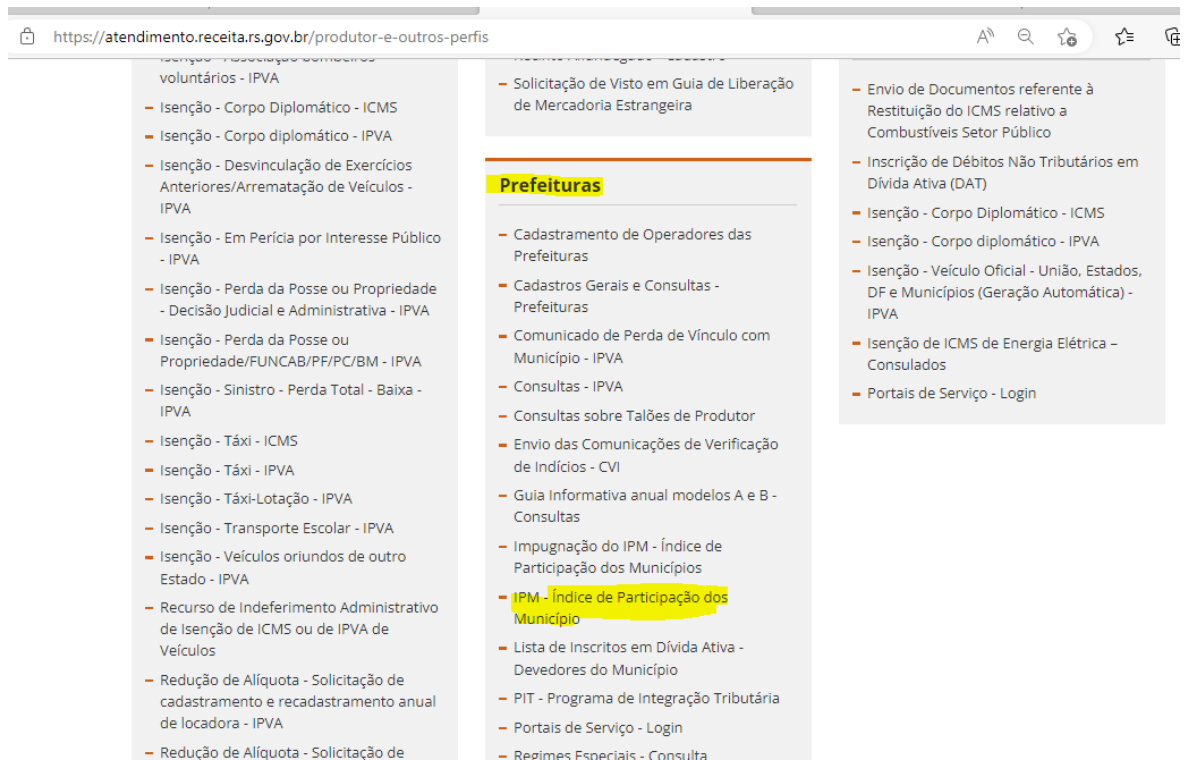 https://atendimento.receita.rs.gov.br/produtor-e-outros-perfis
voluntários - IPVA
– Isenção - Corpo Diplomático - ICMS
– Isenção - Corpo diplomático - IPVA
– Isenção - Desvinculação de Exercícios
Anteriores/Arrematação de Veículos -
IPVA
– Isenção - Em Perícia por Interesse Público
- IPVA
– Isenção - Perda da Posse ou Propriedade
- Decisão Judicial e Administrativa - IPVA
– Isenção - Perda da Posse ou
Propriedade/FUNCAB/PF/PC/BM - IPVA
– Isenção - Sinistro - Perda Total - Baixa -
IPVA
– Isenção - Táxi - ICMS
– Isenção - Táxi - IPVA
– Isenção - Táxi-Lotação - IPVA
– Isenção - Transporte Escolar - IPVA
– Isenção - Veículos oriundos de outro
Estado - IPVA
– Recurso de Indeferimento Administrativo
de Isenção de ICMS ou de IPVA de
Veículos
– Redução de Alíquota - Solicitação de
cadastramento e recadastramento anual
de locadora - IPVA
– Redução de Alíquota - Solicitação de
– Solicitação de Visto em Guia de Liberação
de Mercadoria Estrangeira
Prefeituras
– Cadastramento de Operadores das
Prefeituras
– Cadastros Gerais e Consultas -
Prefeituras
– Comunicado de Perda de Vínculo com
Município - IPVA
– Consultas - IPVA
– Consultas sobre Talões de Produtor
– Envio das Comunicações de Verificação
de Indícios - CVI
– Guia Informativa anual modelos A e B -
Consultas
– Impugnação do IPM - Índice de
Participação dos Municípios
– IPM - Índice de Participação dos
Município
– Lista de Inscritos em Dívida Ativa -
Devedores do Município
– PIT - Programa de Integração Tributária
– Portais de Serviço - Login
– Regimes Especiais - Consulta
– Envio de Documentos referente à
Restituição do ICMS relativo a
Combustíveis Setor Público
– Inscrição de Débitos Não Tributários em
Dívida Ativa (DAT)
– Isenção - Corpo Diplomático - ICMS
– Isenção - Corpo diplomático - IPVA
– Isenção - Veículo Oficial - União, Estados,
DF e Municípios (Geração Automática) -
IPVA
– Isenção de ICMS de Energia Elétrica –
Consulados
– Portais de Serviço - Login